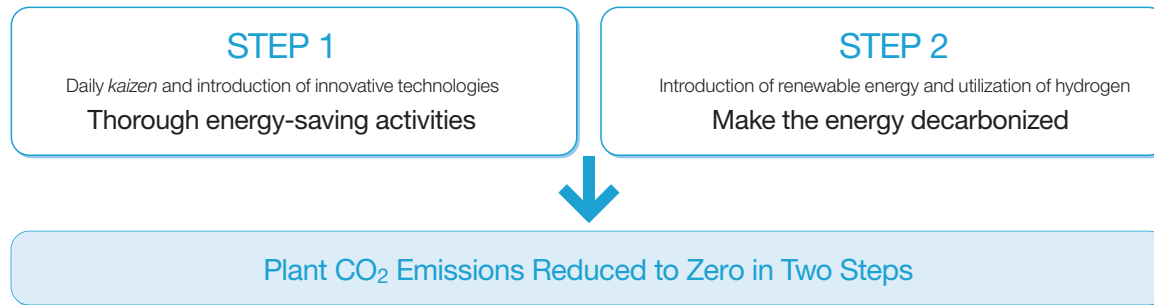 STEP 1
Daily kaizen and introduction of innovative technologies
Thorough energy-saving activities
STEP 2
Introduction of renewable energy and utilization of hydrogen
Make the energy decarbonized
Plant CO₂ Emissions Reduced to Zero in Two Steps